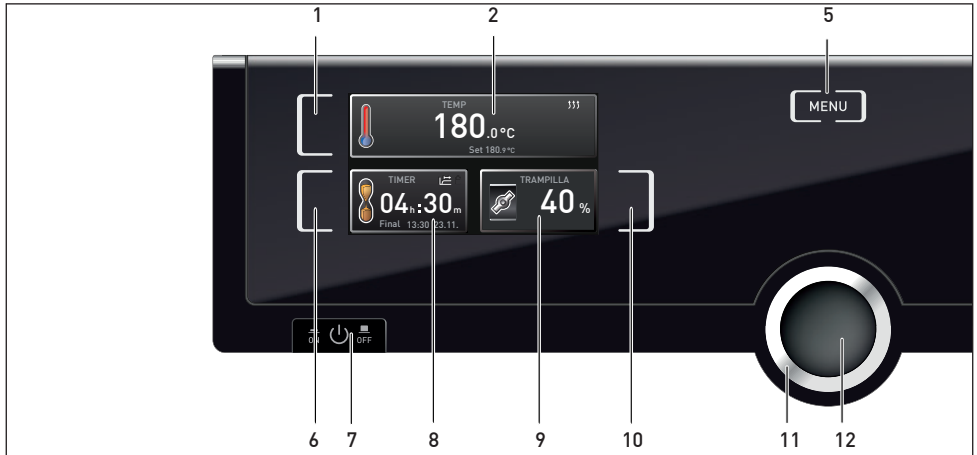 1 2 5
TEMP
180.0°C
Set 180.9°C
MENU
TIMER
04h:30m
Final 13:30 23.11.
TRAMPILLA
40 %
ON OFF
6 7 8 9 10 11 12